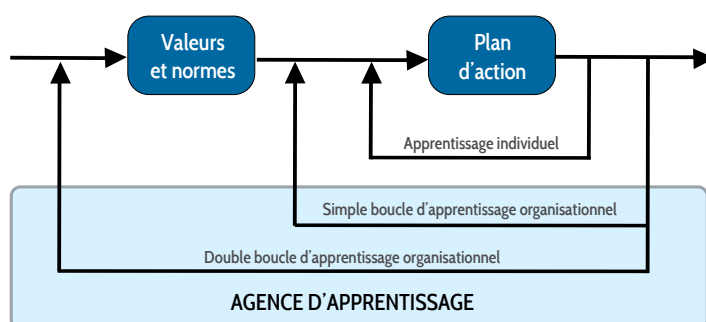 Valeurs
et normes
Plan
d’action
Apprentissage individuel
Simple boucle d’apprentissage organisationnel
Double boucle d’apprentissage organisationnel
AGENCE D’APPRENTISSAGE